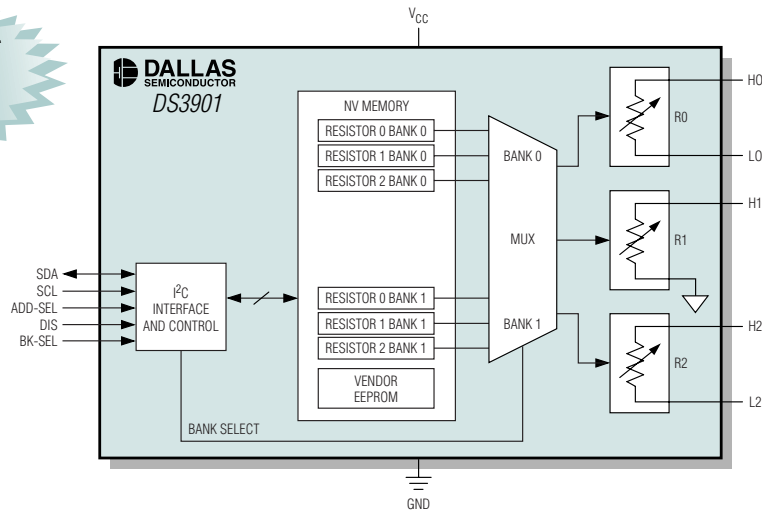 VCC
DALLAS
SEMICONDUCTOR
DS3901
NV MEMORY
RESISTOR 0 BANK 0
RESISTOR 1 BANK 0
RESISTOR 2 BANK 0
RESISTOR 0 BANK 1
RESISTOR 1 BANK 1
RESISTOR 2 BANK 1
VENDOR
EEPROM
BANK 0
MUX
BANK 1
R0
H0
L0
R1
H1
R2
H2
L2
SDA
SCL
ADD-SEL
DIS
BK-SEL
I²C
INTERFACE
AND CONTROL
BANK SELECT
GND